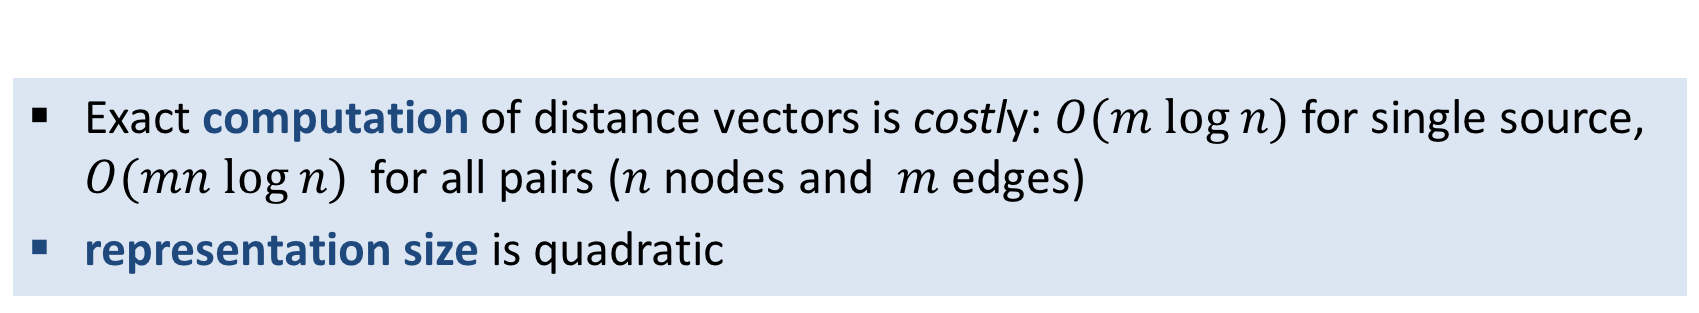 ▪ Exact computation of distance vectors is costly: O(m log n) for single source,
O(mn log n) for all pairs (n nodes and m edges)
▪ representation size is quadratic